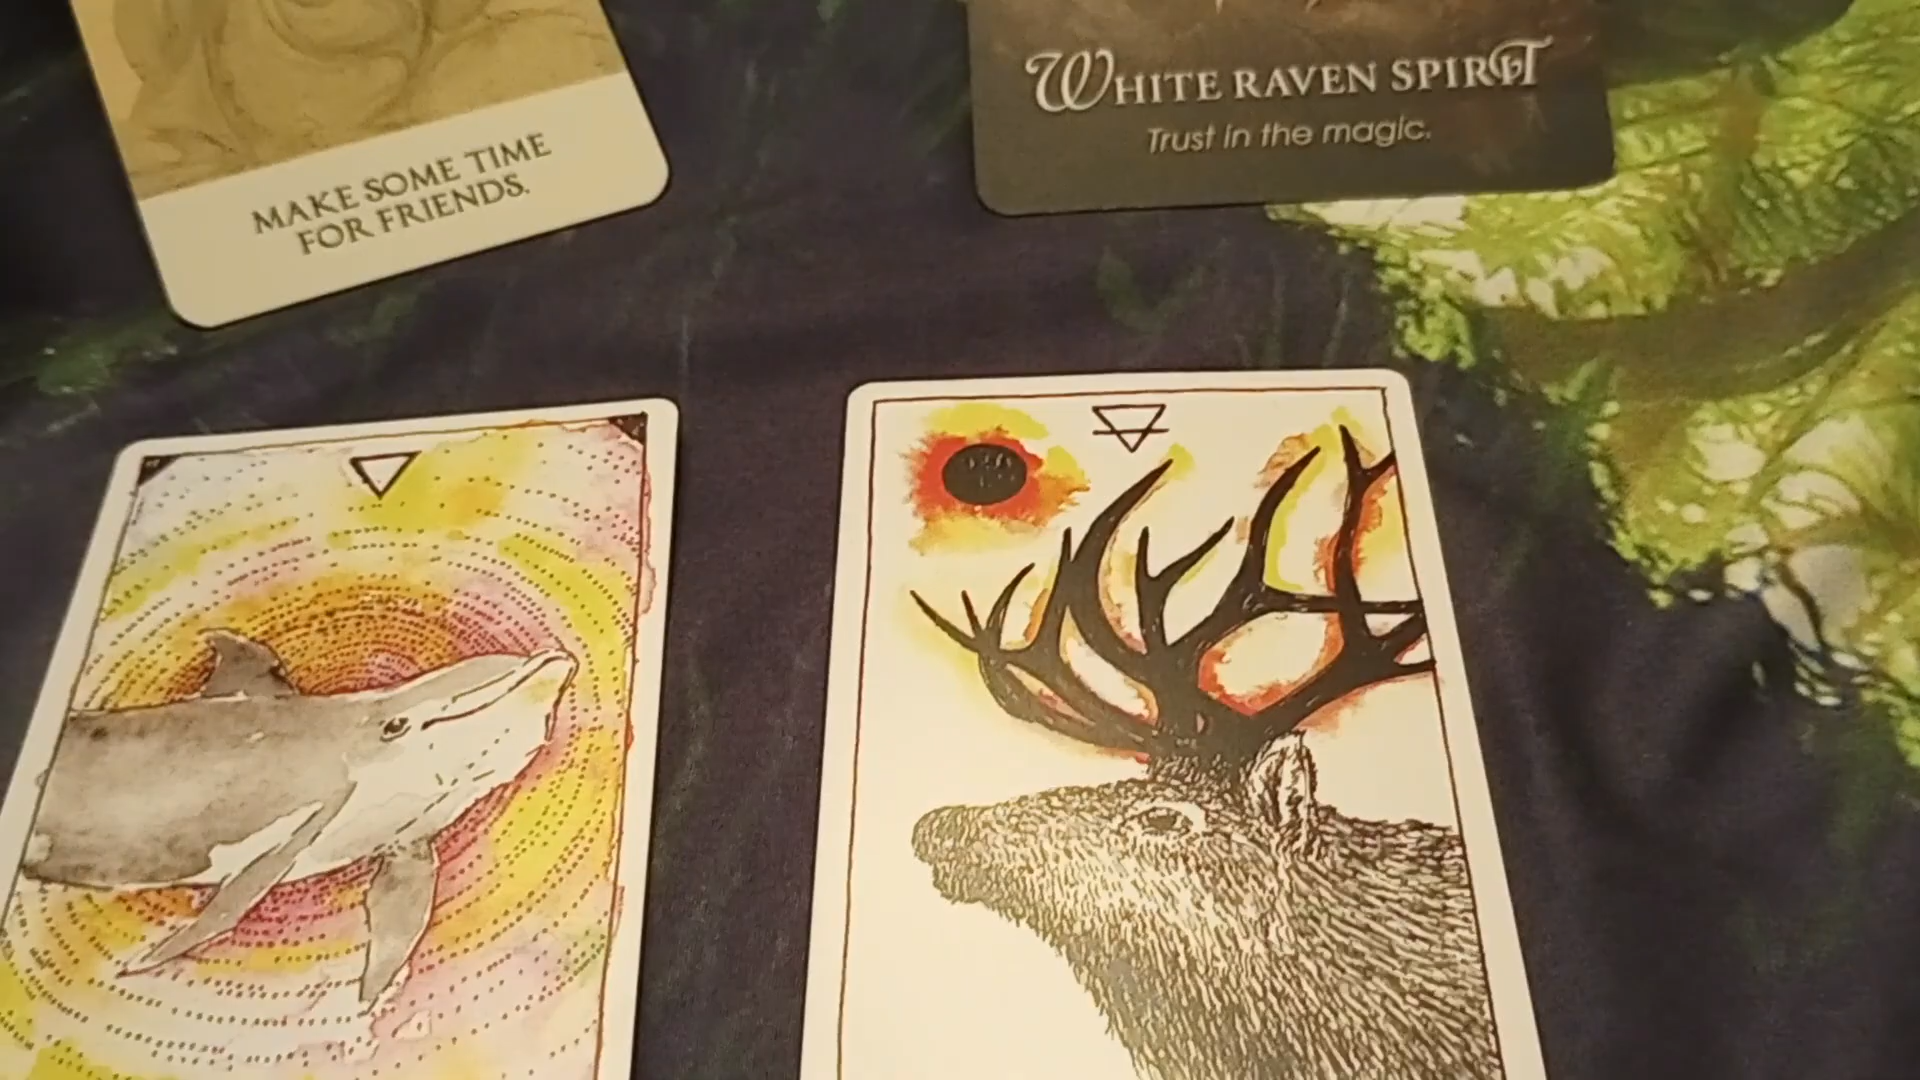 MAKE SOME TIME
FOR FRIENDS.
WHITE RAVEN SPIRIT
Trust in the magic.